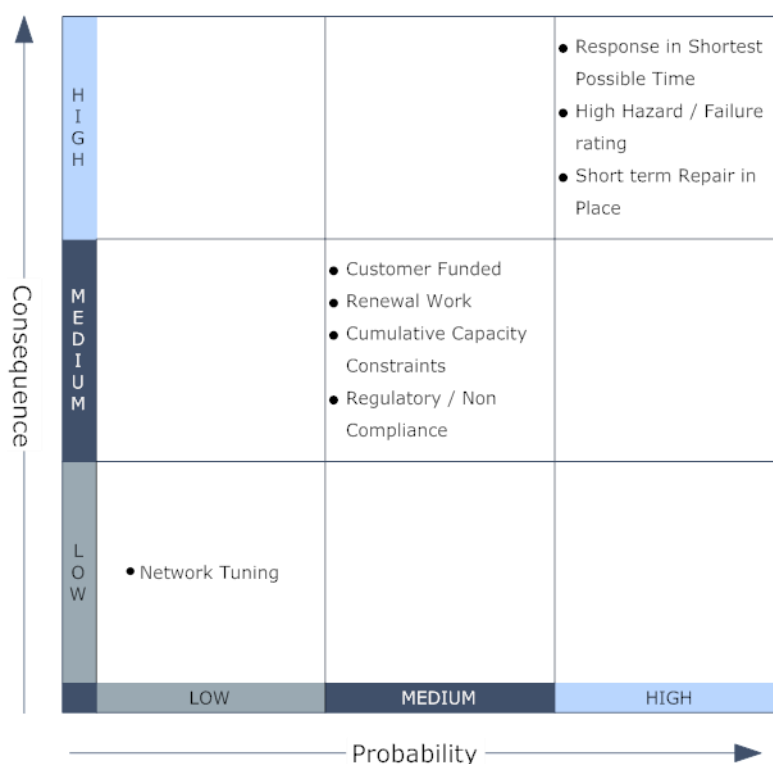 HIGH
• Response in Shortest
Possible Time
• High Hazard / Failure
rating
• Short term Repair in
Place
Consequence
MEDIUM
• Customer Funded
• Renewal Work
• Cumulative Capacity
Constraints
• Regulatory / Non
Compliance
LOW
• Network Tuning
LOW
MEDIUM
HIGH
Probability